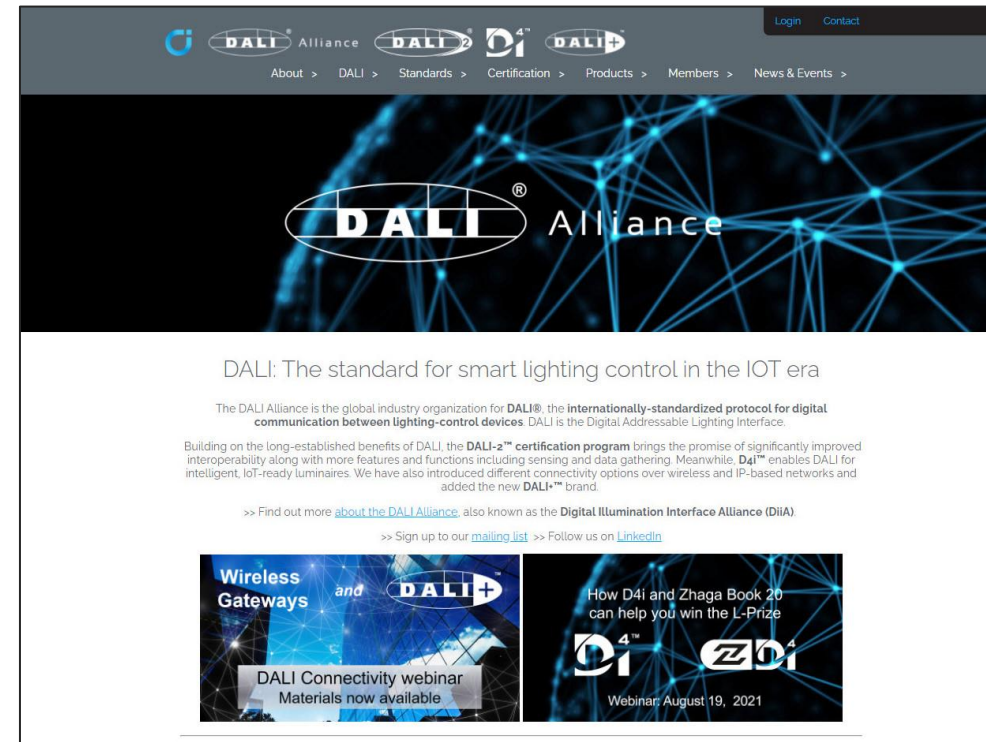 Login Contact
DALI® Alliance DALI 2 D4i™ DALI+™
About > DALI > Standards > Certification > Products > Members > News & Events >
DALI® Alliance
DALI: The standard for smart lighting control in the IOT era
The DALI Alliance is the global industry organization for DALI®, the internationally-standardized protocol for digital
communication between lighting-control devices. DALI is the Digital Addressable Lighting Interface.
Building on the long-established benefits of DALI, the DALI-2™ certification program brings the promise of significantly improved
interoperability along with more features and functions including sensing and data gathering. Meanwhile, D4i™ enables DALI for
intelligent, IoT-ready luminaires. We have also introduced different connectivity options over wireless and IP-based networks and
added the new DALI+™ brand.
>> Find out more about the DALI Alliance, also known as the Digital Illumination Interface Alliance (DiiA).
>> Sign up to our mailing list >> Follow us on LinkedIn
Wireless
Gateways and DALI+™
DALI Connectivity webinar
Materials now available
How D4i and Zhaga Book 20
can help you win the L-Prize
D4i™ Z D4i
Webinar: August 19, 2021